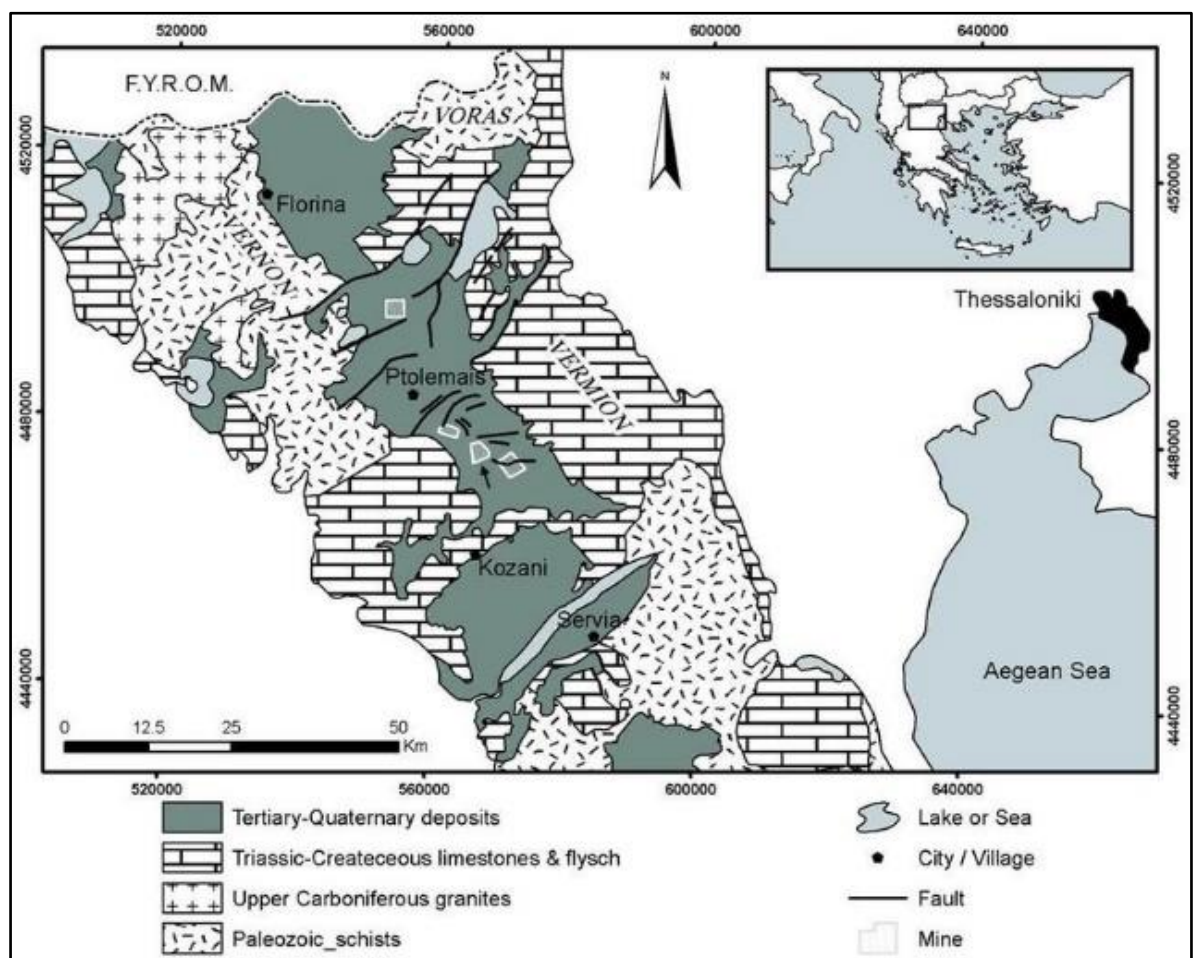 520000 560000 600000 640000
F.Y.R.O.M.
N
VORAS
4520000
4520000
Florina
VERNON
Thessaloniki
Ptolemais
VERMION
4480000
4480000
Kozani
Servia
Aegean Sea
4440000
4440000
0 12.5 25 50
Km
520000 560000 600000 640000
Tertiary-Quaternary deposits
Lake or Sea
Triassic-Createceous limestones & flysch
City / Village
Upper Carboniferous granites
Fault
Paleozoic_schists
Mine